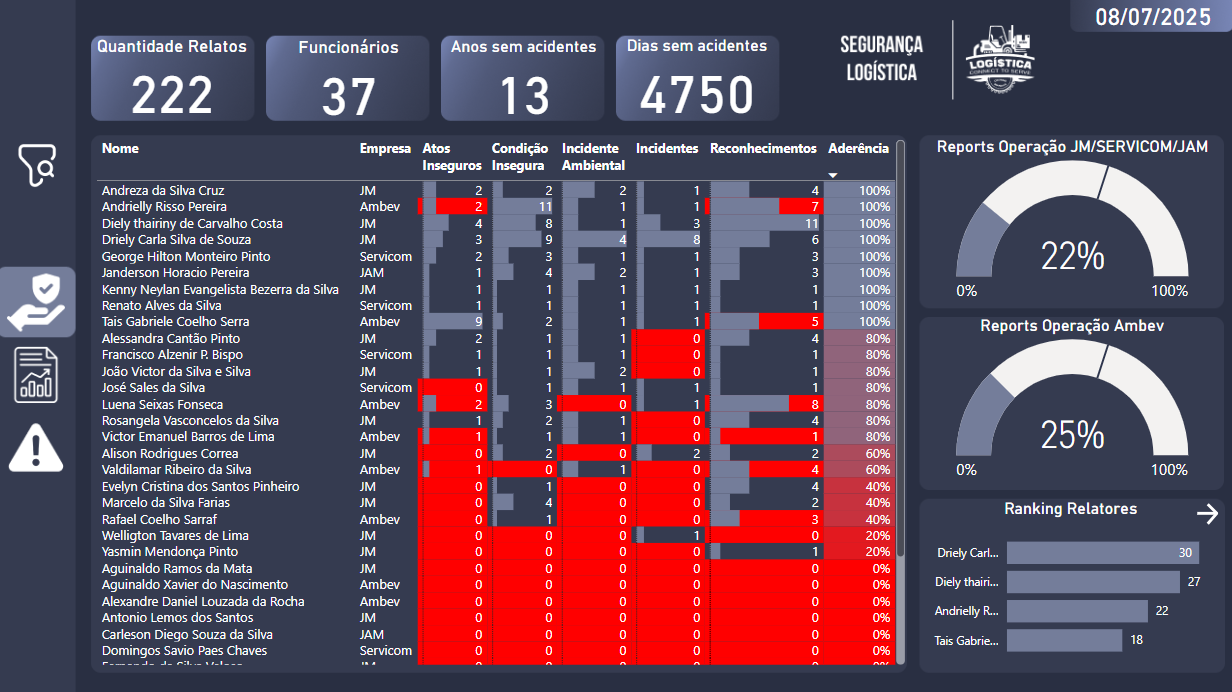 08/07/2025
Quantidade Relatos
222
Funcionários
37
Anos sem acidentes
13
Dias sem acidentes
4750
SEGURANÇA
LOGÍSTICA
LOGÍSTICA
CONNECT TO SERVE
Nome Empresa Atos Inseguros Condição Insegura Incidente Ambiental Incidentes Reconhecimentos Aderência
Andreza da Silva Cruz JM 2 2 2 1 4 100%
Andrielly Risso Pereira Ambev 2 11 1 1 7 100%
Diely thairiny de Carvalho Costa JM 4 8 1 3 11 100%
Driely Carla Silva de Souza JM 3 9 4 8 6 100%
George Hilton Monteiro Pinto Servicom 2 3 1 1 3 100%
Janderson Horacio Pereira JAM 1 4 2 1 3 100%
Kenny Neylan Evangelista Bezerra da Silva JM 1 1 1 1 1 100%
Renato Alves da Silva Servicom 1 1 1 1 1 100%
Tais Gabriele Coelho Serra Ambev 9 2 1 1 5 100%
Alessandra Cantão Pinto JM 2 1 1 0 4 80%
Francisco Alzenir P. Bispo Servicom 1 1 1 0 1 80%
João Victor da Silva e Silva JM 1 1 2 0 1 80%
José Sales da Silva Servicom 0 1 1 1 1 80%
Luena Seixas Fonseca Ambev 2 3 0 1 8 80%
Rosangela Vasconcelos da Silva JM 1 2 1 0 4 80%
Victor Emanuel Barros de Lima Ambev 1 1 1 0 1 80%
Alison Rodrigues Correa JM 0 2 0 2 2 60%
Valdilamar Ribeiro da Silva Ambev 1 0 1 0 4 60%
Evelyn Cristina dos Santos Pinheiro JM 0 1 0 0 4 40%
Marcelo da Silva Farias JM 0 4 0 0 2 40%
Rafael Coelho Sarraf Ambev 0 1 0 0 3 40%
Welligton Tavares de Lima JM 0 0 0 1 0 20%
Yasmin Mendonça Pinto JM 0 0 0 0 1 20%
Aguinaldo Ramos da Mata JM 0 0 0 0 0 0%
Aguinaldo Xavier do Nascimento Ambev 0 0 0 0 0 0%
Alexandre Daniel Louzada da Rocha Ambev 0 0 0 0 0 0%
Antonio Lemos dos Santos JM 0 0 0 0 0 0%
Carleson Diego Souza da Silva JAM 0 0 0 0 0 0%
Domingos Savio Paes Chaves Servicom 0 0 0 0 0 0%
Reports Operação JM/SERVICOM/JAM
22%
0% 100%
Reports Operação Ambev
25%
0% 100%
Ranking Relatores
Driely Carl... 30
Diely thairi... 27
Andrielly R... 22
Tais Gabrie... 18